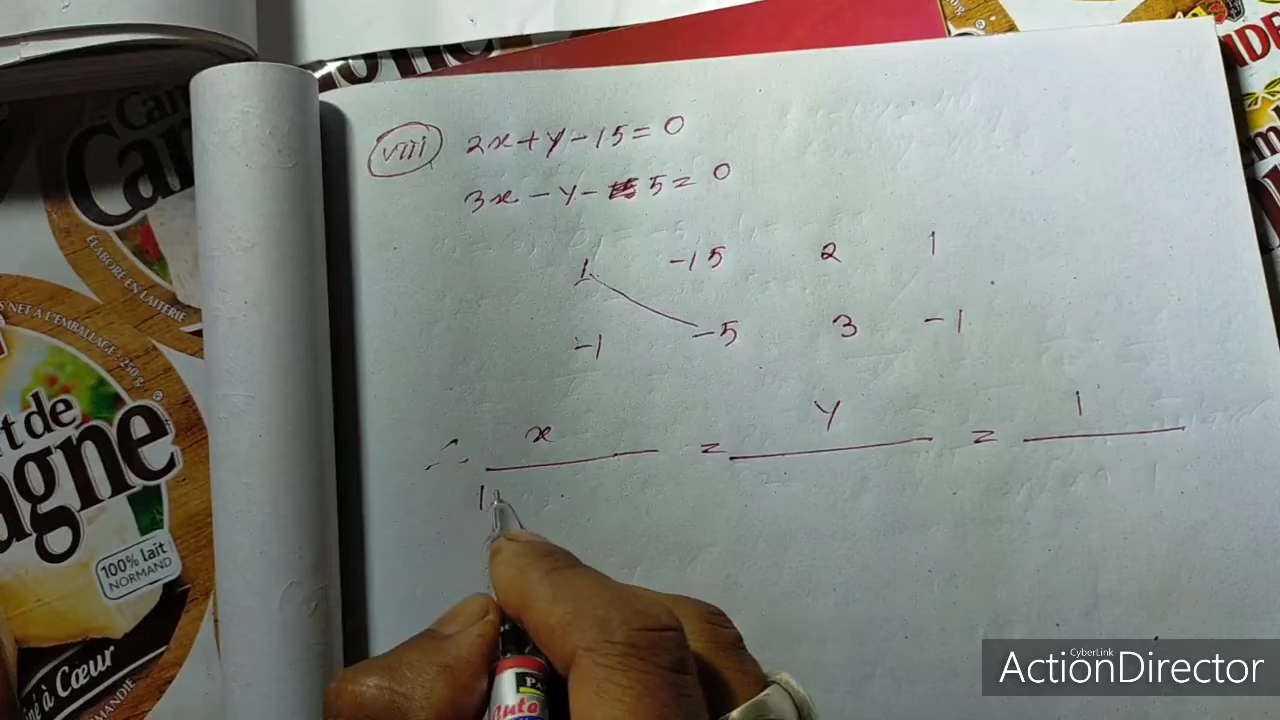 (viii) 2x+y-15=0
3x-y-5=0
1 -15 2 1
-1 -5 3 -1
∴ x = y = 1
1
ÉLABORÉ EN LAITERIE
agne
100% lait
NORMAND
CyberLink
ActionDirector